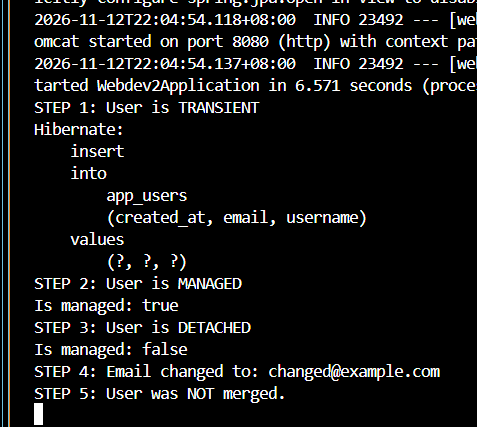 2026-11-12T22:04:54.118+08:00  INFO 23492 --- [we
omcat started on port 8080 (http) with context pa
2026-11-12T22:04:54.137+08:00  INFO 23492 --- [we
tarted Webdev2Application in 6.571 seconds (proce
STEP 1: User is TRANSIENT
Hibernate:
    insert
    into
        app_users
        (created_at, email, username)
    values
        (?, ?, ?)
STEP 2: User is MANAGED
Is managed: true
STEP 3: User is DETACHED
Is managed: false
STEP 4: Email changed to: changed@example.com
STEP 5: User was NOT merged.